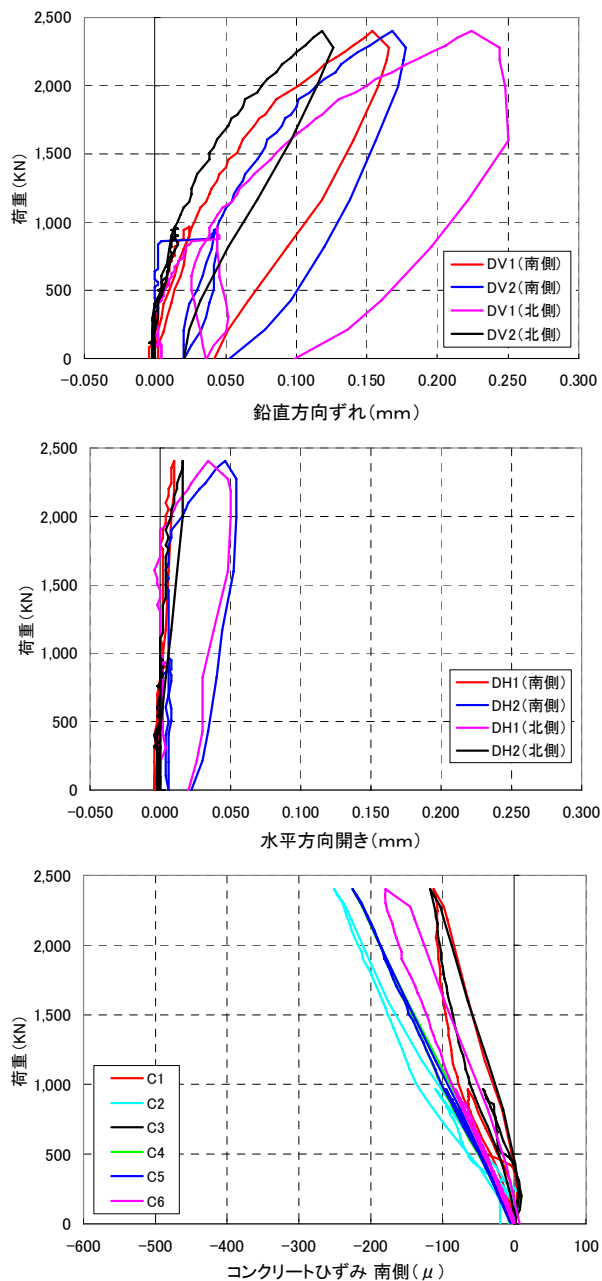 2,500
2,000
1,500
1,000
500
0
荷重(KN)
-0.050
0.000
0.050
0.100
0.150
0.200
0.250
0.300
鉛直方向ずれ(mm)
DV1(南側)
DV2(南側)
DV1(北側)
DV2(北側)
2,500
2,000
1,500
1,000
500
0
荷重(KN)
-0.050
0.000
0.050
0.100
0.150
0.200
0.250
0.300
水平方向開き(mm)
DH1(南側)
DH2(南側)
DH1(北側)
DH2(北側)
2,500
2,000
1,500
1,000
500
0
荷重(KN)
-600
-500
-400
-300
-200
-100
0
100
コンクリートひずみ 南側(μ)
C1
C2
C3
C4
C5
C6